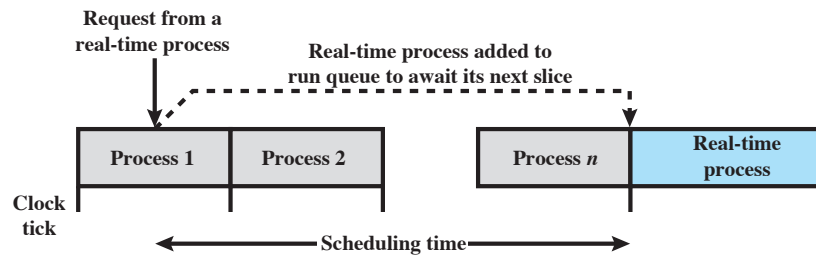 Request from a
real-time process
Real-time process added to
run queue to await its next slice
Process 1
Process 2
Process n
Real-time
process
Clock
tick
Scheduling time